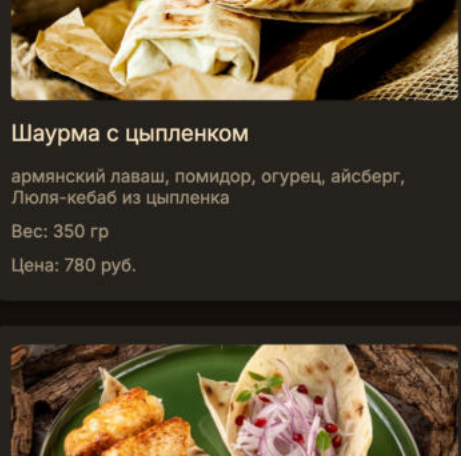 Шаурма с цыпленком
армянский лаваш, помидор, огурец, айсберг,
Люля-кебаб из цыпленка
Вес: 350 гр
Цена: 780 руб.